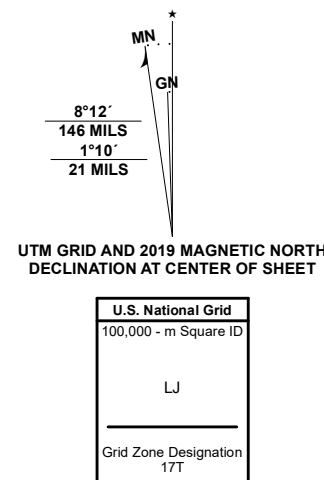 ★
MN
GN
8°12´
146 MILS
1°10´
21 MILS
UTM GRID AND 2019 MAGNETIC NORTH
DECLINATION AT CENTER OF SHEET
U.S. National Grid
100,000 - m Square ID
LJ
Grid Zone Designation
17T